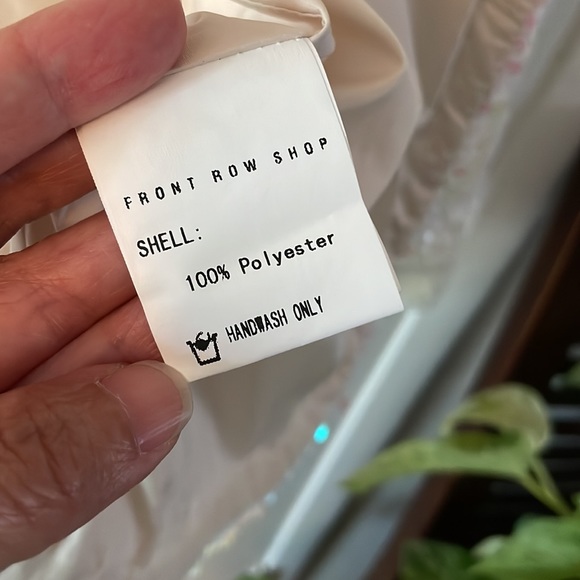 FRONT ROW SHOP
SHELL:
100% Polyester
HANDWASH ONLY